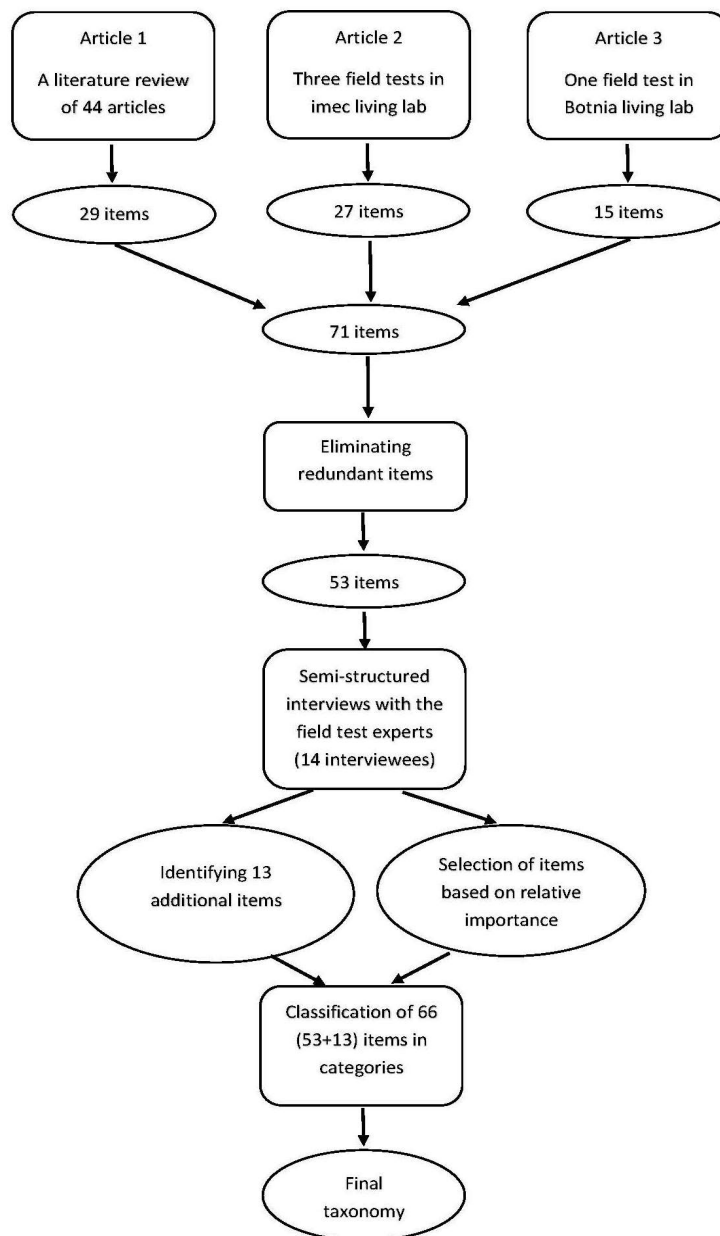 Article 1
A literature review
of 44 articles
Article 2
Three field tests in
imec living lab
Article 3
One field test in
Botnia living lab
29 items
27 items
15 items
71 items
Eliminating
redundant items
53 items
Semi-structured
interviews with the
field test experts
(14 interviewees)
Identifying 13
additional items
Selection of items
based on relative
importance
Classification of 66
(53+13) items in
categories
Final
taxonomy